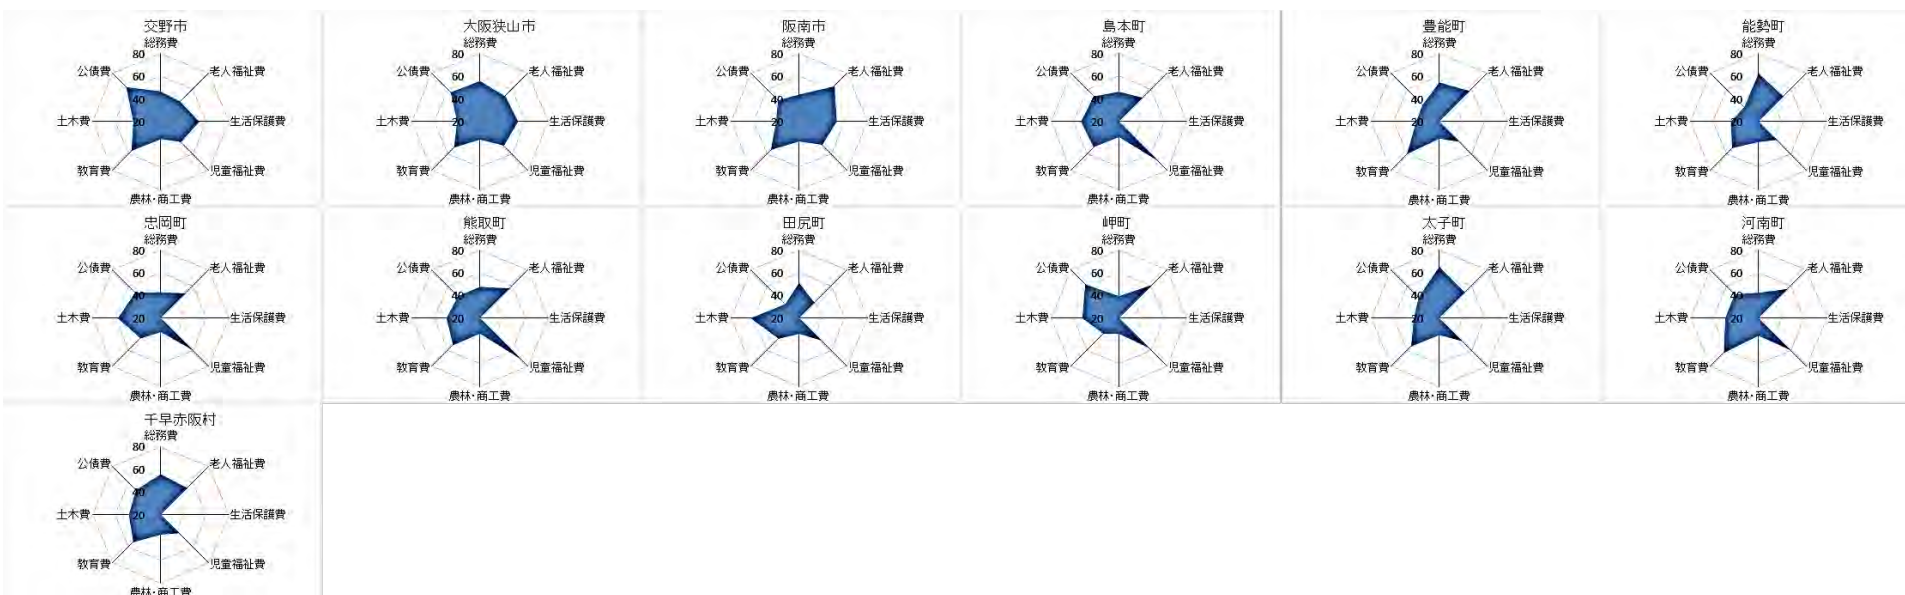 交野市
総務費
80
公債費
老人福祉費
60
40
土木費
20
生活保護費
教育費
児童福祉費
農林・商工費
大阪狭山市
総務費
80
公債費
老人福祉費
60
40
土木費
20
生活保護費
教育費
児童福祉費
農林・商工費
阪南市
総務費
80
公債費
老人福祉費
60
40
土木費
20
生活保護費
教育費
児童福祉費
農林・商工費
島本町
総務費
80
公債費
老人福祉費
60
40
土木費
20
生活保護費
教育費
児童福祉費
農林・商工費
豊能町
総務費
80
公債費
老人福祉費
60
40
土木費
20
生活保護費
教育費
児童福祉費
農林・商工費
能勢町
総務費
80
公債費
老人福祉費
60
40
土木費
20
生活保護費
教育費
児童福祉費
農林・商工費
忠岡町
総務費
80
公債費
老人福祉費
60
40
土木費
20
生活保護費
教育費
児童福祉費
農林・商工費
熊取町
総務費
80
公債費
老人福祉費
60
40
土木費
20
生活保護費
教育費
児童福祉費
農林・商工費
田尻町
総務費
80
公債費
老人福祉費
60
40
土木費
20
生活保護費
教育費
児童福祉費
農林・商工費
岬町
総務費
80
公債費
老人福祉費
60
40
土木費
20
生活保護費
教育費
児童福祉費
農林・商工費
太子町
総務費
80
公債費
老人福祉費
60
40
土木費
20
生活保護費
教育費
児童福祉費
農林・商工費
河南町
総務費
80
公債費
老人福祉費
60
40
土木費
20
生活保護費
教育費
児童福祉費
農林・商工費
千早赤阪村
総務費
80
公債費
老人福祉費
60
40
土木費
20
生活保護費
教育費
児童福祉費
農林・商工費